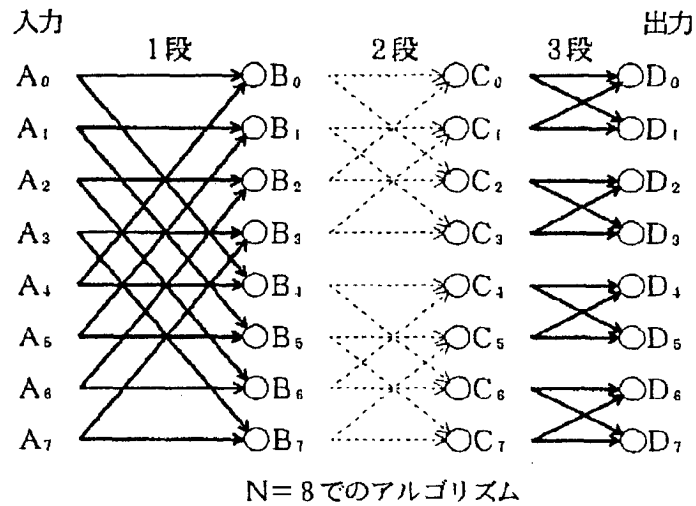 入力 出力
1段 2段 3段
A₀ B₀ C₀ D₀
A₁ B₁ C₁ D₁
A₂ B₂ C₂ D₂
A₃ B₃ C₃ D₃
A₄ B₄ C₄ D₄
A₅ B₅ C₅ D₅
A₆ B₆ C₆ D₆
A₇ B₇ C₇ D₇
N=8でのアルゴリズム